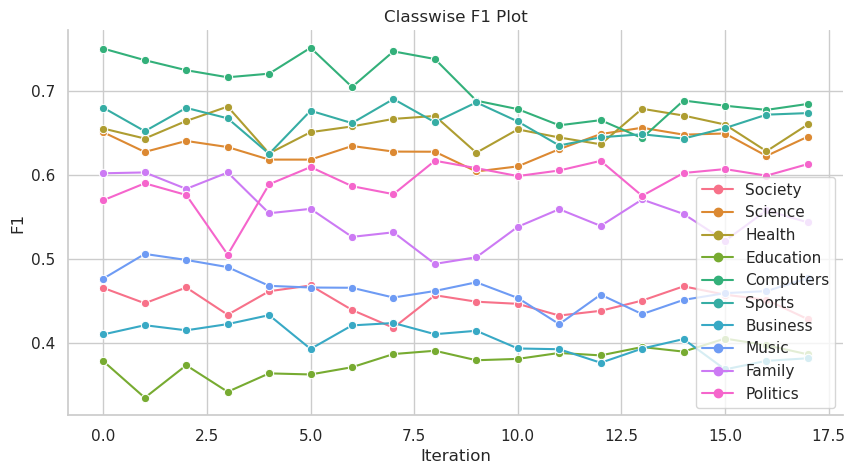 Classwise F1 Plot
F1
0.7
0.6
0.5
0.4
0.0
2.5
5.0
7.5
10.0
12.5
15.0
17.5
Iteration
Society
Science
Health
Education
Computers
Sports
Business
Music
Family
Politics